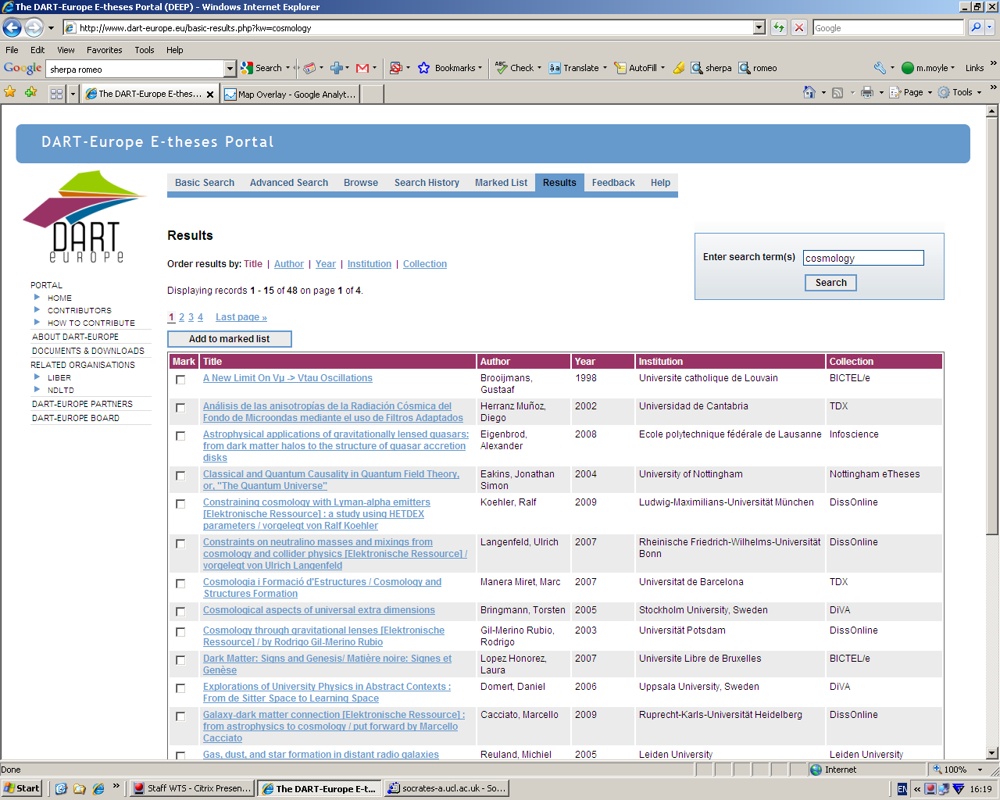 The DART-Europe E-theses Portal (DEEP) - Windows Internet Explorer
http://www.dart-europe.eu/basic-results.php?kw=cosmology
Google
File Edit View Favorites Tools Help
Google sherpa romeo Search Bookmarks Check Translate AutoFill sherpa romeo m.moyle Links
The DART-Europe E-thes... Map Overlay - Google Analyt... Page Tools
DART-Europe E-theses Portal
Basic Search Advanced Search Browse Search History Marked List Results Feedback Help
DART
europe
PORTAL
HOME
CONTRIBUTORS
HOW TO CONTRIBUTE
ABOUT DART-EUROPE
DOCUMENTS & DOWNLOADS
RELATED ORGANISATIONS
LIBER
NDLTD
DART-EUROPE PARTNERS
DART-EUROPE BOARD
Results
Order results by: Title | Author | Year | Institution | Collection
Displaying records 1 - 15 of 48 on page 1 of 4.
Enter search term(s) cosmology
Search
1 2 3 4 Last page »
Add to marked list
Mark Title Author Year Institution Collection
A New Limit On Vµ -> Vtau Oscillations Brooijmans, 1998 Universite catholique de Louvain BICTEL/e
Gustaaf
Análisis de las anisotropías de la Radiación Cósmica del Herranz Muñoz, 2002 Universidad de Cantabria TDX
Fondo de Microondas mediante el uso de Filtros Adaptados Diego
Astrophysical applications of gravitationally lensed quasars: Eigenbrod, 2008 Ecole polytechnique fédérale de Lausanne Infoscience
from dark matter halos to the structure of quasar accretion Alexander
disks
Classical and Quantum Causality in Quantum Field Theory, Eakins, Jonathan 2004 University of Nottingham Nottingham eTheses
or, "The Quantum Universe" Simon
Constraining cosmology with Lyman-alpha emitters Koehler, Ralf 2009 Ludwig-Maximilians-Universität München DissOnline
[Elektronische Ressource] : a study using HETDEX
parameters / vorgelegt von Ralf Koehler
Constraints on neutralino masses and mixings from Langenfeld, Ulrich 2007 Rheinische Friedrich-Wilhelms-Universität DissOnline
cosmology and collider physics [Elektronische Ressource] / Bonn
vorgelegt von Ulrich Langenfeld
Cosmologia i Formació d'Estructures / Cosmology and Manera Miret, Marc 2007 Universitat de Barcelona TDX
Structures Formation
Cosmological aspects of universal extra dimensions Bringmann, Torsten 2005 Stockholm University, Sweden DiVA
Cosmology through gravitational lenses [Elektronische Gil-Merino Rubio, 2003 Universität Potsdam DissOnline
Ressource] / by Rodrigo Gil-Merino Rubio Rodrigo
Dark Matter: Signs and Genesis/ Matière noire: Signes et Lopez Honorez, 2007 Universite Libre de Bruxelles BICTEL/e
Genèse Laura
Explorations of University Physics in Abstract Contexts : Domert, Daniel 2006 Uppsala University, Sweden DiVA
From de Sitter Space to Learning Space
Galaxy-dark matter connection [Elektronische Ressource] : Cacciato, Marcello 2009 Ruprecht-Karls-Universität Heidelberg DissOnline
from astrophysics to cosmology / put forward by Marcello
Cacciato
Gas, dust, and star formation in distant radio galaxies Reuland, Michiel 2005 Leiden University Leiden University
Done Internet 100%
Start Staff WTS - Citrix Presen... The DART-Europe E-t... socrates-a.ucl.ac.uk - So... EN 16:19